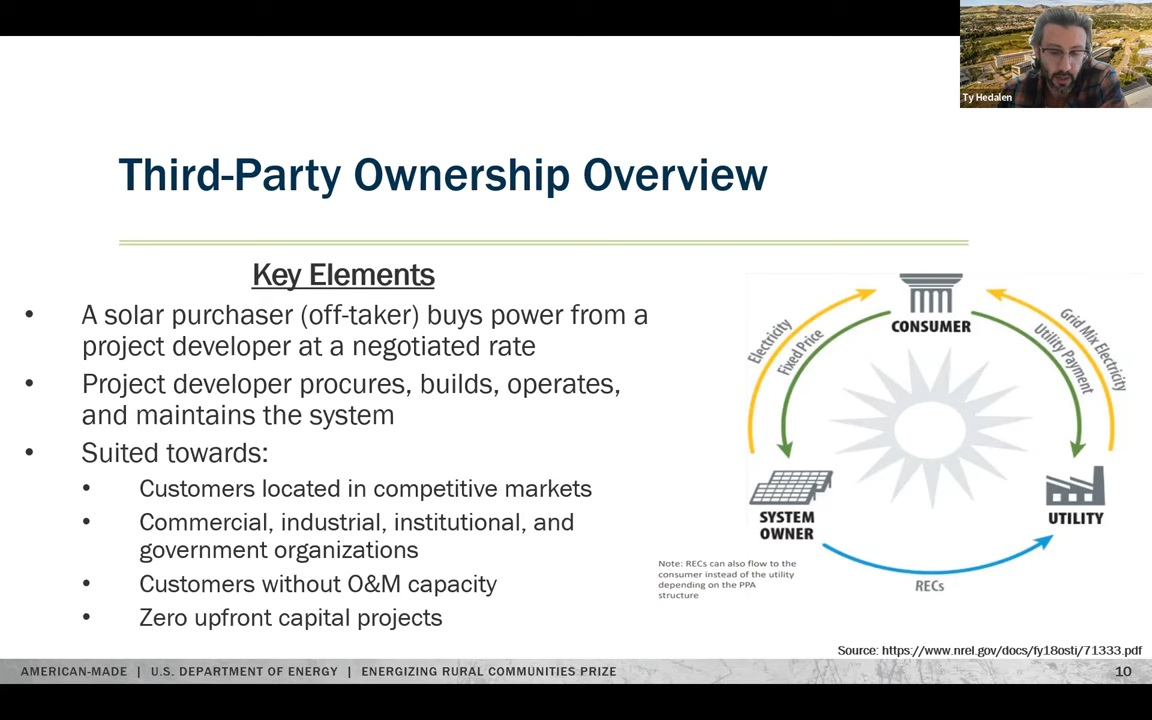 Ty Hedalen
Third-Party Ownership Overview
Key Elements
• A solar purchaser (off-taker) buys power from a
project developer at a negotiated rate
• Project developer procures, builds, operates,
and maintains the system
• Suited towards:
• Customers located in competitive markets
• Commercial, industrial, institutional, and
government organizations
• Customers without O&M capacity
• Zero upfront capital projects
CONSUMER
Electricity
Fixed Price
Grid Mix Electricity
Utility Payment
SYSTEM
OWNER
UTILITY
RECs
Note: RECs can also flow to the
consumer instead of the utility
depending on the PPA
structure
Source: https://www.nrel.gov/docs/fy18osti/71333.pdf
AMERICAN-MADE | U.S. DEPARTMENT OF ENERGY | ENERGIZING RURAL COMMUNITIES PRIZE
10